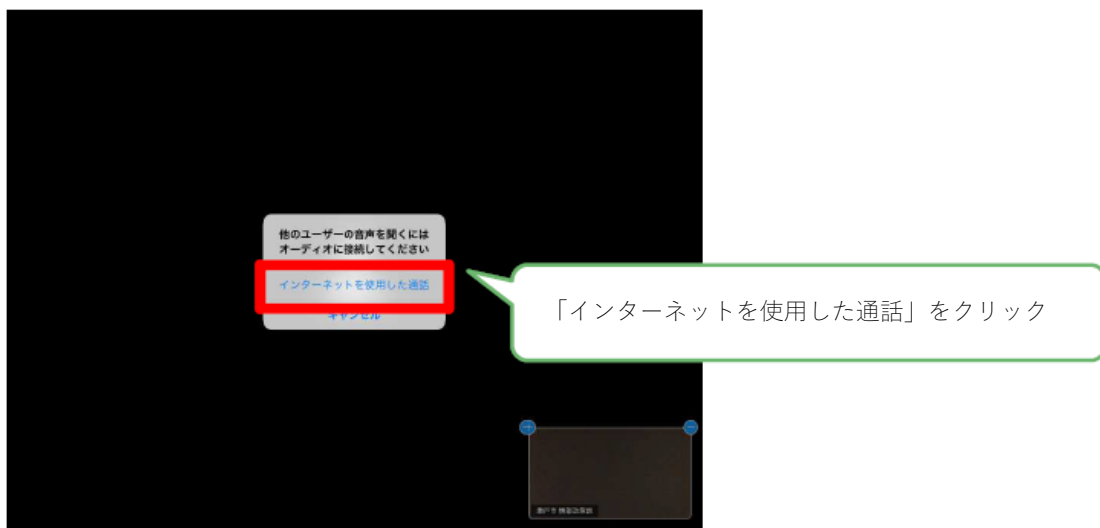 他のユーザーの音声を聞くには
オーディオに接続してください
インターネットを使用した通話
キャンセル
「インターネットを使用した通話」をクリック